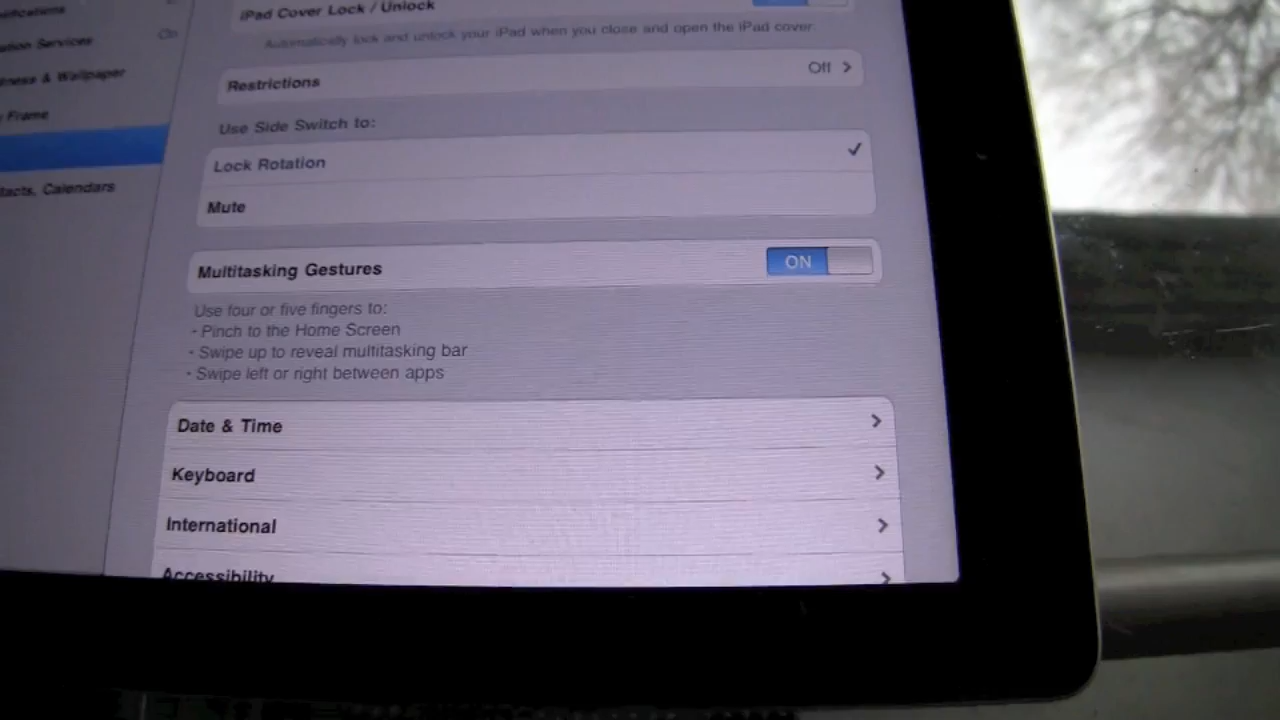 iPad Cover Lock / Unlock
Automatically lock and unlock your iPad when you close and open the iPad cover.
On
Services
& Wallpaper
Frame
Calendars
Restrictions
Off
Use Side Switch to:
Lock Rotation
Mute
Multitasking Gestures
ON
Use four or five fingers to:
- Pinch to the Home Screen
- Swipe up to reveal multitasking bar
- Swipe left or right between apps
Date & Time
Keyboard
International
Accessibility